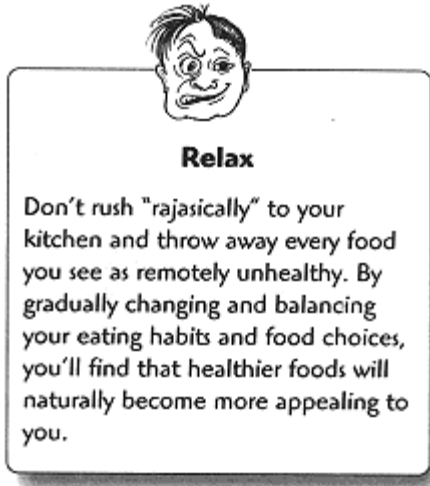 Relax
Don't rush "rajasically" to your
kitchen and throw away every food
you see as remotely unhealthy. By
gradually changing and balancing
your eating habits and food choices,
you'll find that healthier foods will
naturally become more appealing to
you.